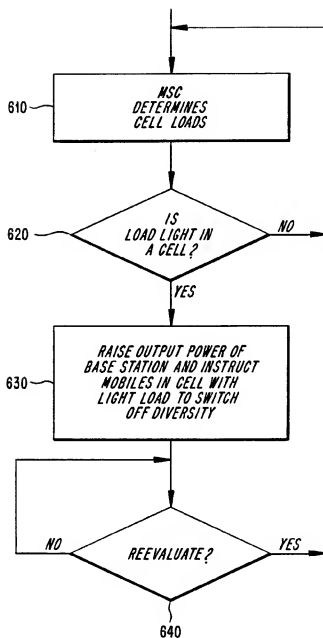 610
MSC
DETERMINES
CELL LOADS
620
IS
LOAD LIGHT IN
A CELL?
NO
YES
630
RAISE OUTPUT POWER OF
BASE STATION AND INSTRUCT
MOBILES IN CELL WITH
LIGHT LOAD TO SWITCH
OFF DIVERSITY
NO
REEVALUATE?
YES
640